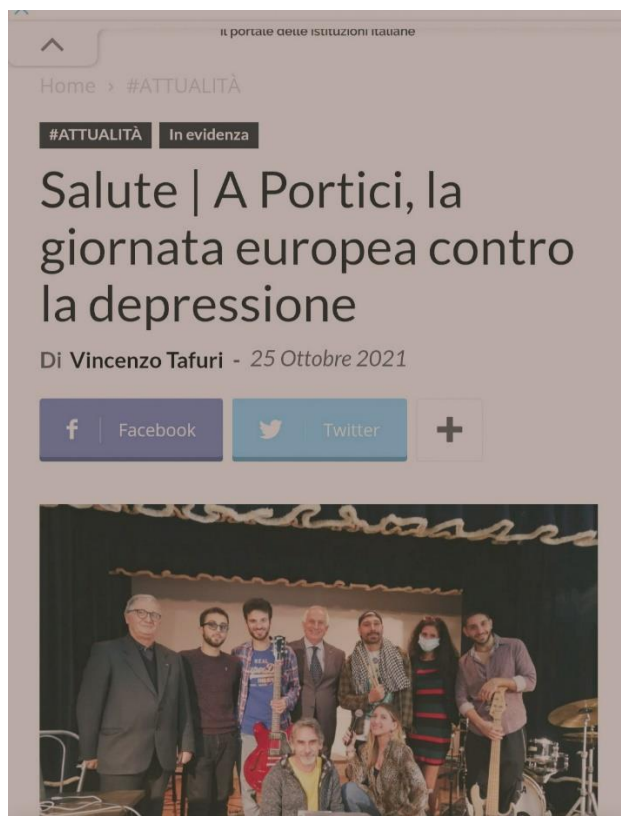 il portale delle istituzioni italiane
Home › #ATTUALITÀ
#ATTUALITÀ In evidenza
Salute | A Portici, la
giornata europea contro
la depressione
Di Vincenzo Tafuri - 25 Ottobre 2021
Facebook Twitter